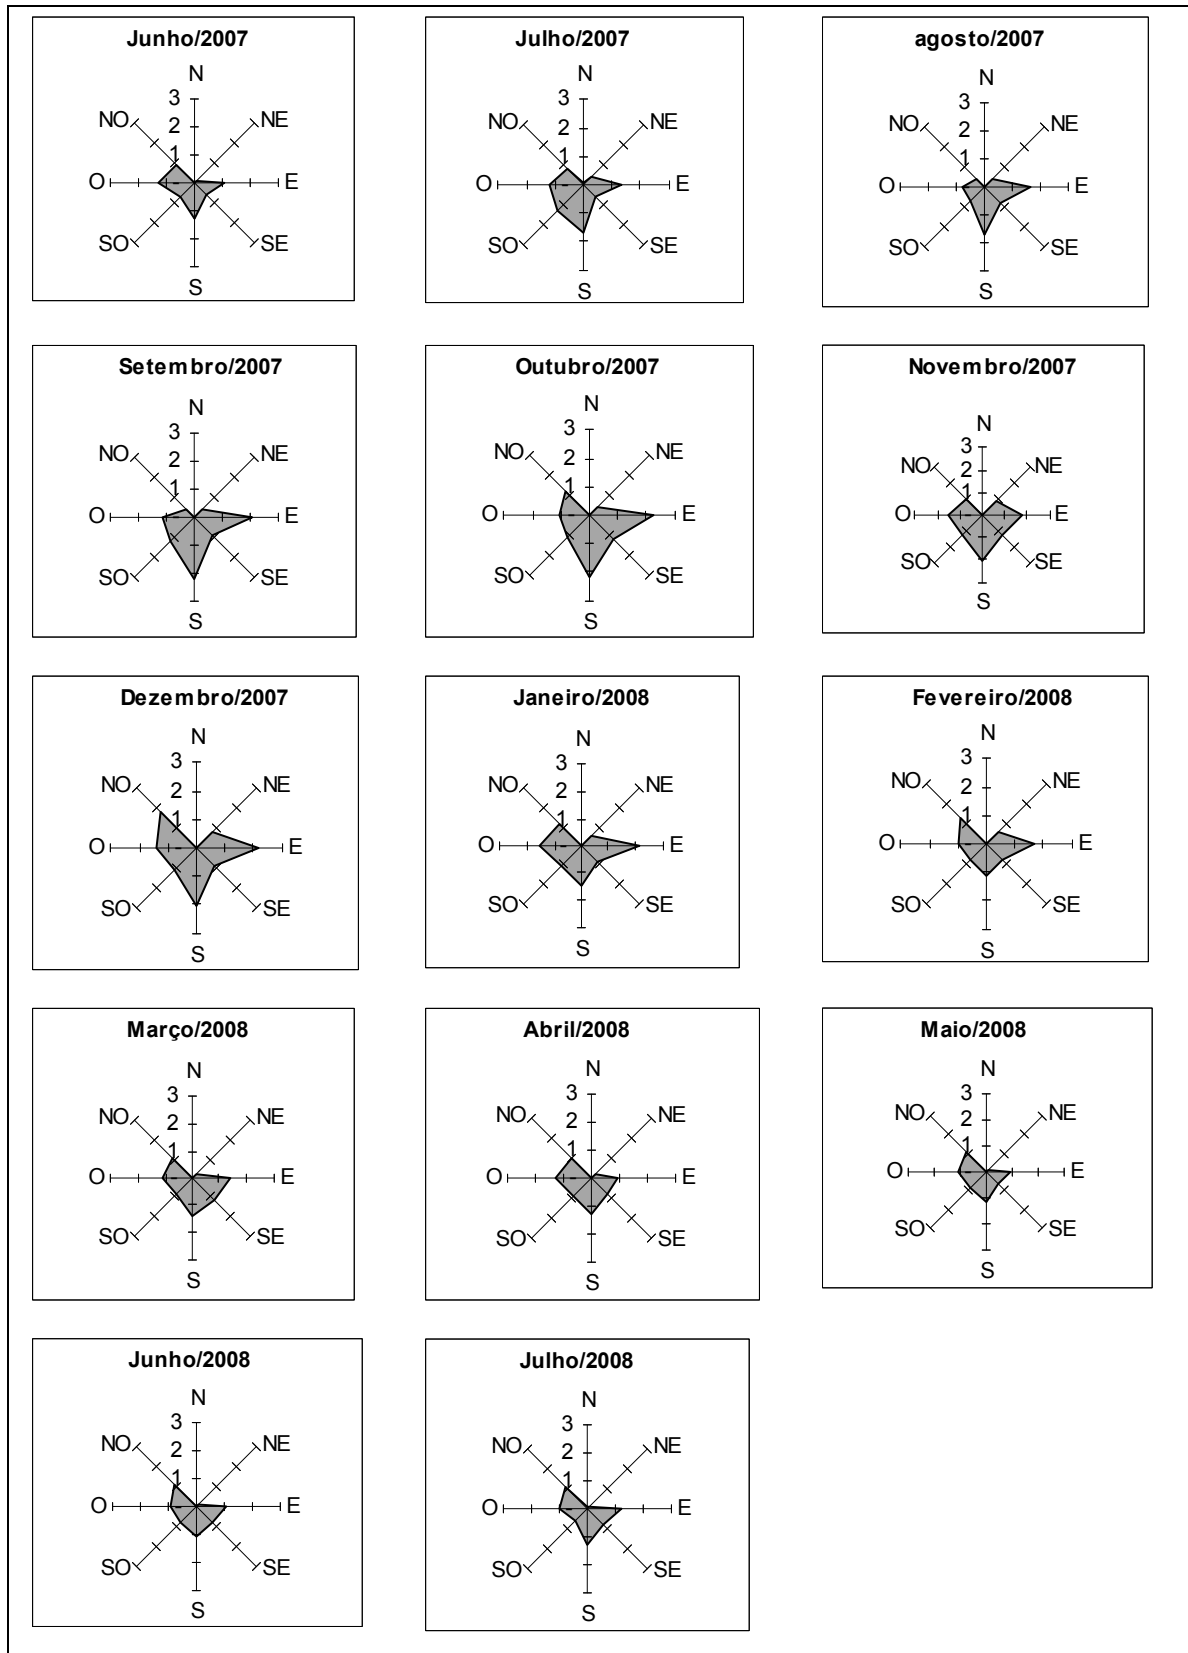 Junho/2007
N
3
NO 2 NE
1
O E
SO SE
S
Julho/2007
N
3
NO 2 NE
1
O E
SO SE
S
agosto/2007
N
3
NO 2 NE
1
O E
SO SE
S
Setembro/2007
N
3
NO 2 NE
1
O E
SO SE
S
Outubro/2007
N
3
NO 2 NE
1
O E
SO SE
S
Novembro/2007
N
3
NO 2 NE
1
O E
SO SE
S
Dezembro/2007
N
3
NO 2 NE
1
O E
SO SE
S
Janeiro/2008
N
3
NO 2 NE
1
O E
SO SE
S
Fevereiro/2008
N
3
NO 2 NE
1
O E
SO SE
S
Março/2008
N
3
NO 2 NE
1
O E
SO SE
S
Abril/2008
N
3
NO 2 NE
1
O E
SO SE
S
Maio/2008
N
3
NO 2 NE
1
O E
SO SE
S
Junho/2008
N
3
NO 2 NE
1
O E
SO SE
S
Julho/2008
N
3
NO 2 NE
1
O E
SO SE
S